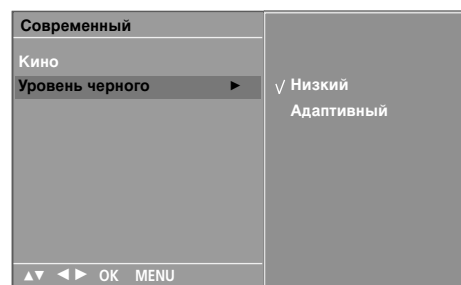 Современный
Кино
Уровень черного ►
√ Низкий
Адаптивный
▲▼ ◄► OK MENU